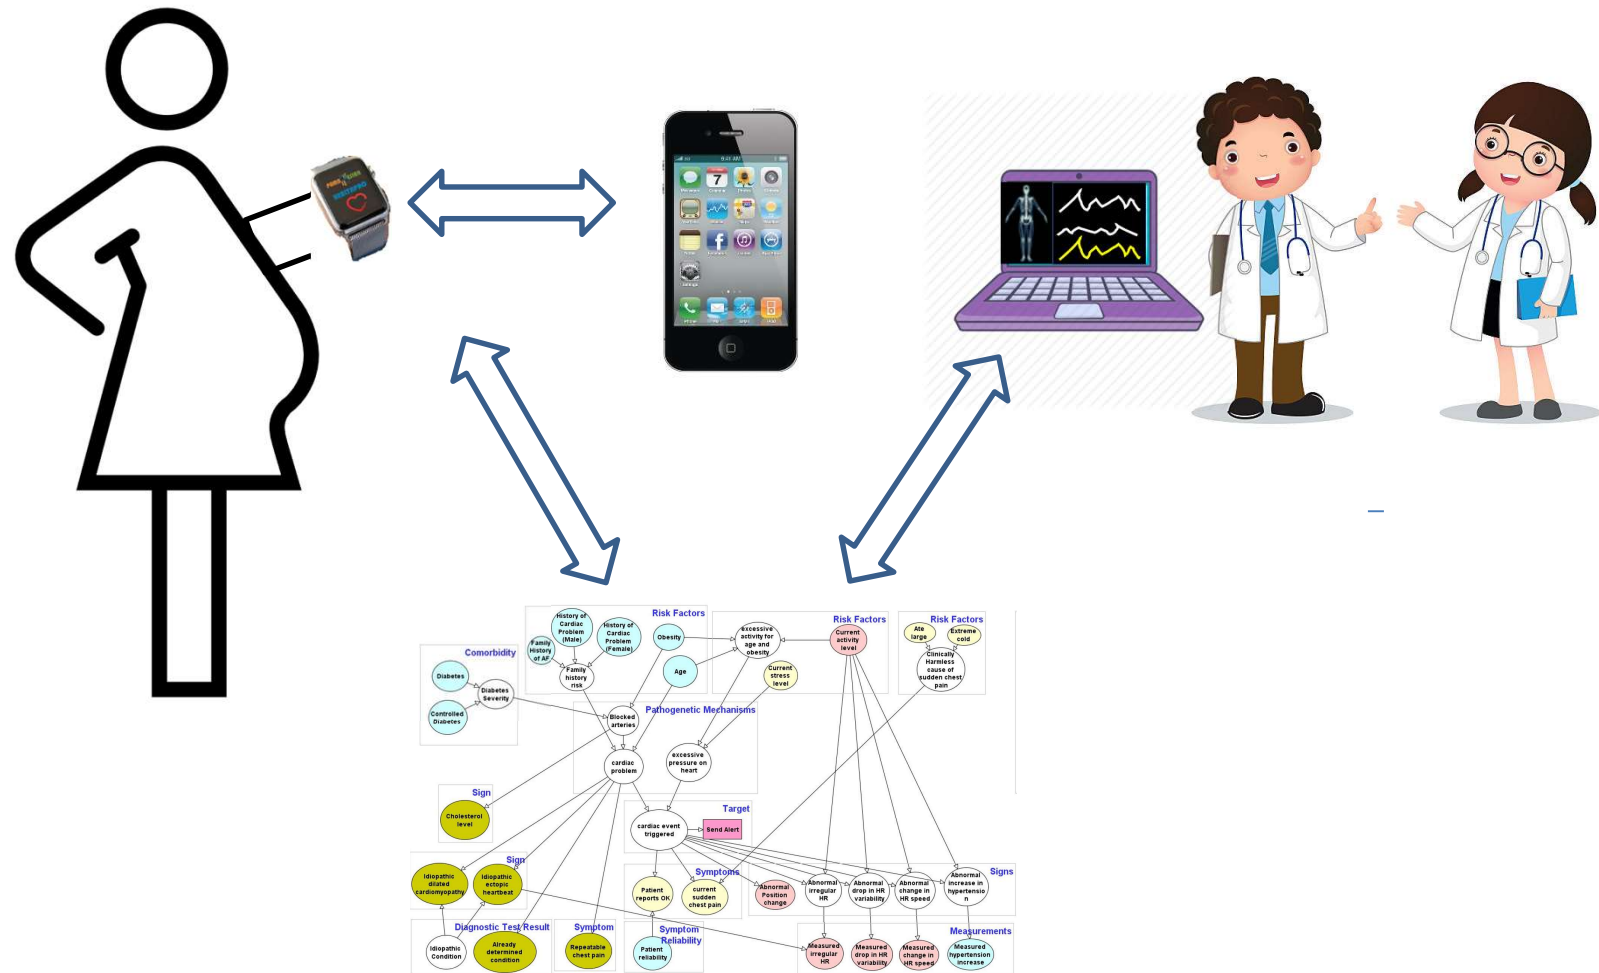 9:41 AM
7
Risk Factors
History of
Cardiac
Problem
(Male)
History of
Cardiac
Problem
(Female)
Family
History
of AF
Family
history
risk
Obesity
Age
Risk Factors
excessive
activity for
age and
obesity
Current
activity
level
Current
stress
level
Risk Factors
Ate
large
Extreme
cold
Clinically
Harmless
cause of
sudden chest
pain
Comorbidity
Diabetes
Diabetes
Severity
Controlled
Diabetes
Pathogenetic Mechanisms
Blocked
arteries
cardiac
problem
excessive
pressure on
heart
Sign
Cholesterol
level
Target
cardiac event
triggered
Send Alert
Sign
Idiopathic
dilated
cardiomyopathy
Idiopathic
ectopic
heartbeat
Symptoms
Patient
reports OK
current
sudden
chest pain
Signs
Abnormal
Position
change
Abnormal
irregular
HR
Abnormal
drop in HR
variability
Abnormal
change in
HR speed
Abnormal
increase in
hypertensio
n
Diagnostic Test Result
Idiopathic
Condition
Already
determined
condition
Symptom
Repeatable
chest pain
Symptom
Reliability
Patient
reliability
Measurements
Measured
irregular
HR
Measured
drop in HR
variability
Measured
change in
HR speed
Measured
hypertension
increase